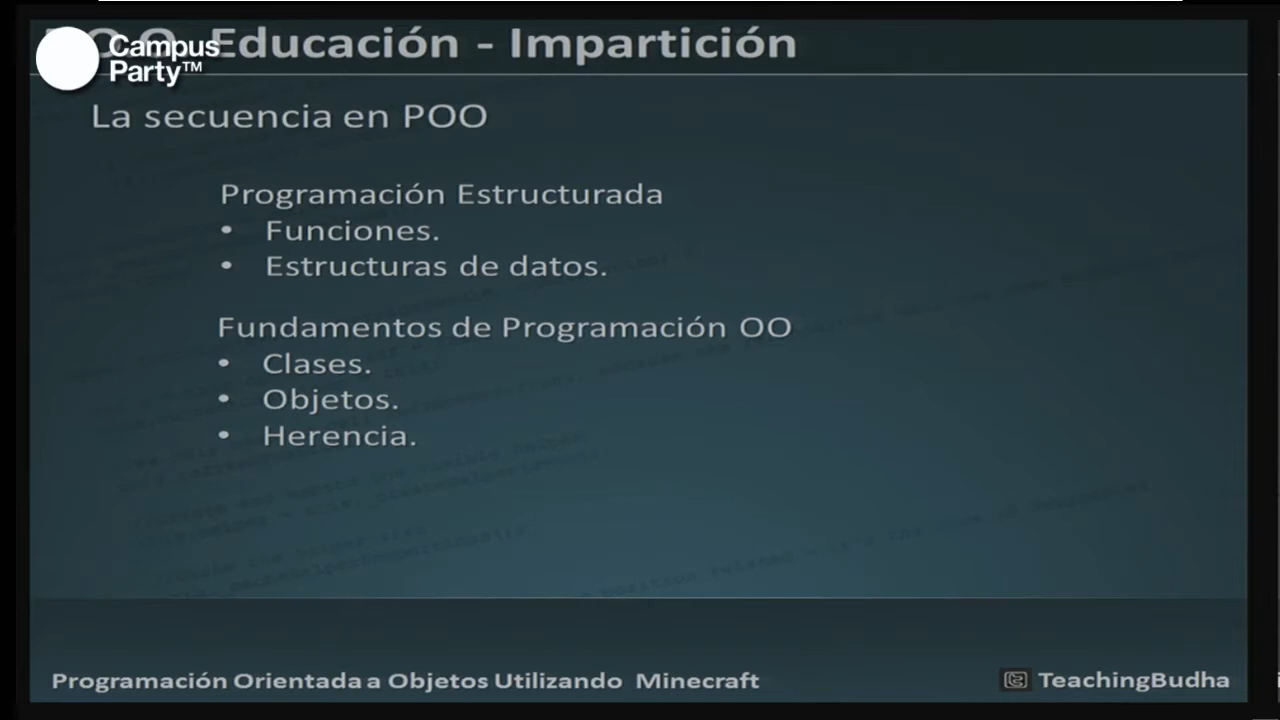 Campus
Party™
Educación - Impartición
La secuencia en POO
Programación Estructurada
• Funciones.
• Estructuras de datos.
Fundamentos de Programación OO
• Clases.
• Objetos.
• Herencia.
Programación Orientada a Objetos Utilizando Minecraft
TeachingBudha